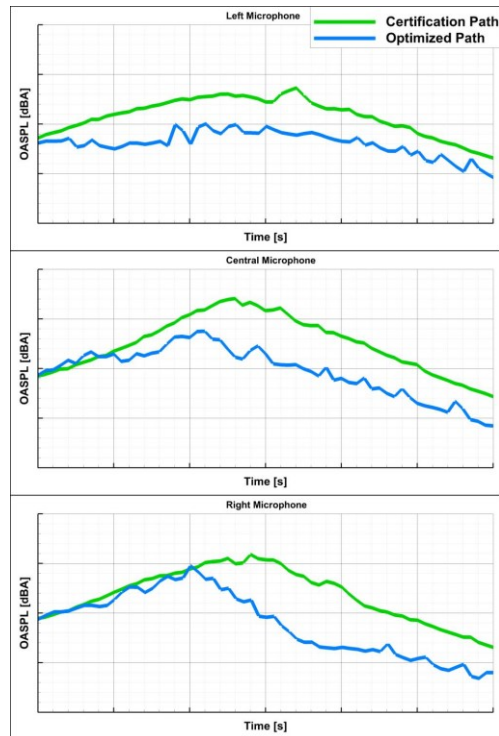 Left Microphone
Certification Path
Optimized Path
OASPL [dBA]
Time [s]
Central Microphone
OASPL [dBA]
Time [s]
Right Microphone
OASPL [dBA]
Time [s]